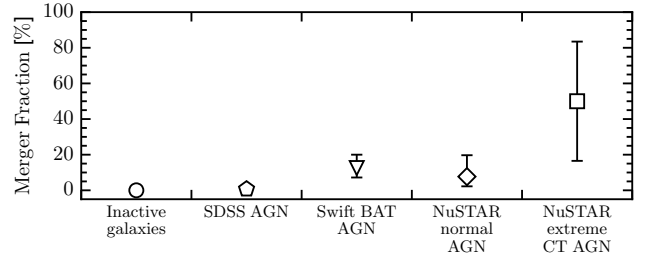 Merger Fraction [%]
100
80
60
40
20
0
Inactive
galaxies
SDSS AGN
Swift BAT
AGN
NuSTAR
normal
AGN
NuSTAR
extreme
CT AGN